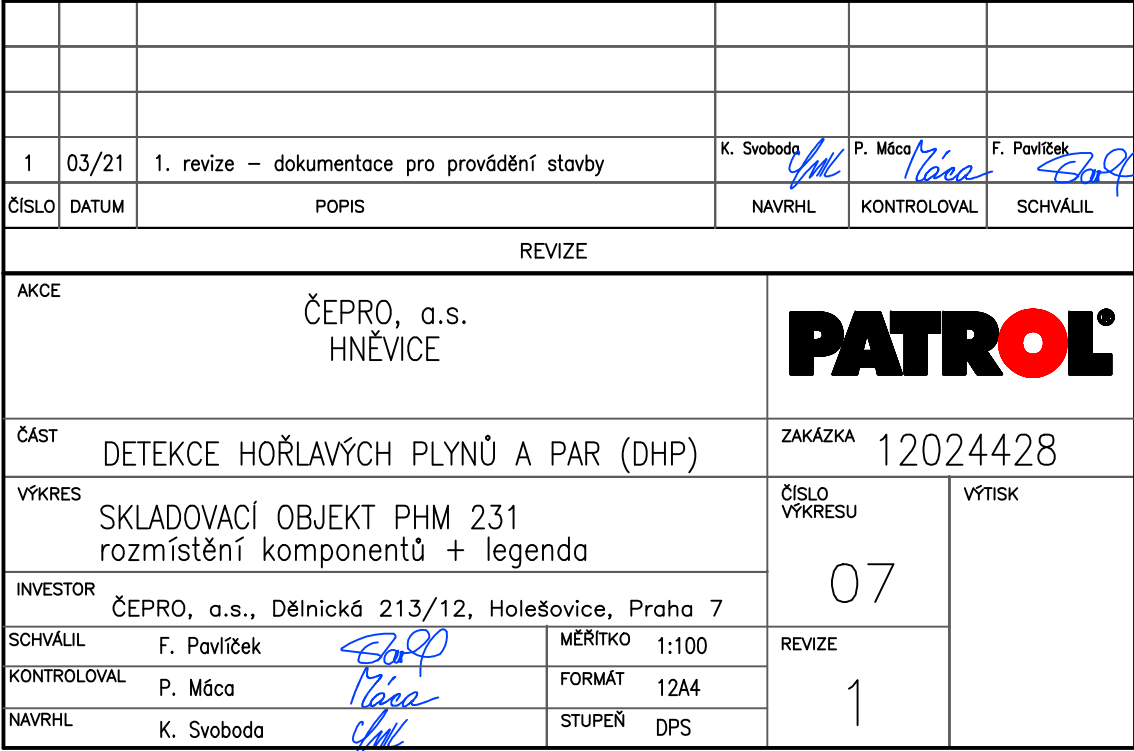 1 03/21 1. revize – dokumentace pro provádění stavby K. Svoboda P. Máca F. Pavlíček
ČÍSLO DATUM POPIS NAVRHL KONTROLOVAL SCHVÁLIL
REVIZE
AKCE
ČEPRO, a.s.
HNĚVICE
PATROL®
ČÁST
DETEKCE HOŘLAVÝCH PLYNŮ A PAR (DHP)
ZAKÁZKA 12024428
VÝKRES
SKLADOVACÍ OBJEKT PHM 231
rozmístění komponentů + legenda
ČÍSLO
VÝKRESU
07
VÝTISK
INVESTOR
ČEPRO, a.s., Dělnická 213/12, Holešovice, Praha 7
SCHVÁLIL F. Pavlíček
MĚŘÍTKO 1:100
KONTROLOVAL P. Máca Máca
FORMÁT 12A4
NAVRHL K. Svoboda
STUPEŇ DPS
REVIZE
1